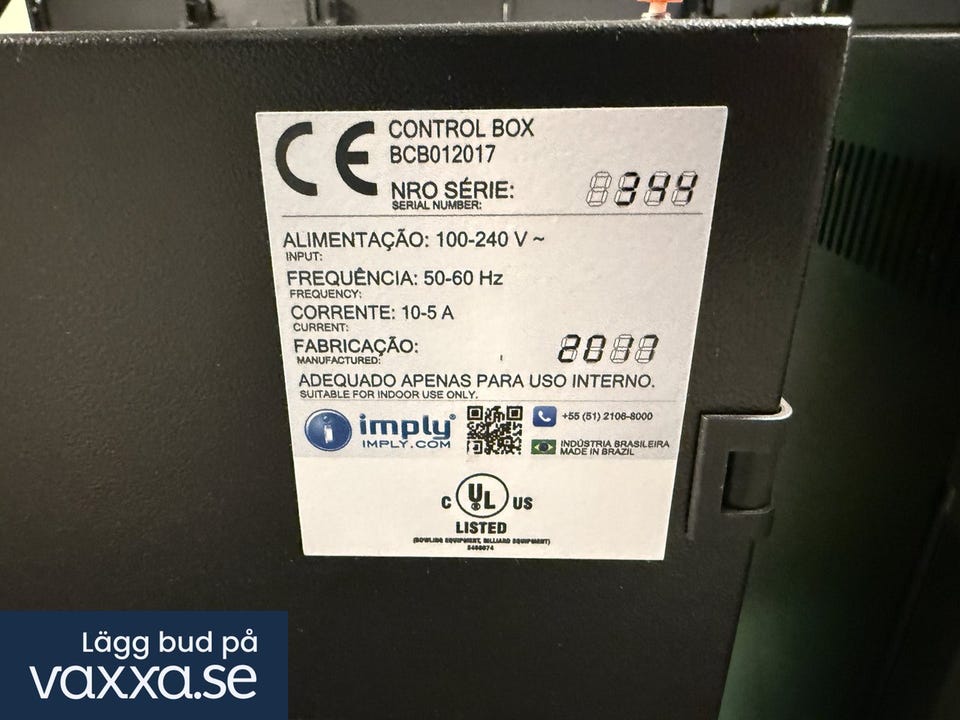 CE CONTROL BOX
BCB012017
NRO SÉRIE: 344
SERIAL NUMBER:
ALIMENTAÇÃO: 100-240 V ~
INPUT:
FREQUÊNCIA: 50-60 Hz
FREQUENCY:
CORRENTE: 10-5 A
CURRENT:
FABRICAÇÃO: 2017
MANUFACTURED:
ADEQUADO APENAS PARA USO INTERNO.
SUITABLE FOR INDOOR USE ONLY.
imply®
IMPLY.COM
+55 (51) 2106-8000
INDÚSTRIA BRASILEIRA
MADE IN BRAZIL
C UL US
LISTED
(BOWLING EQUIPMENT, BILLIARD EQUIPMENT)
Lägg bud på
vaxxa.se